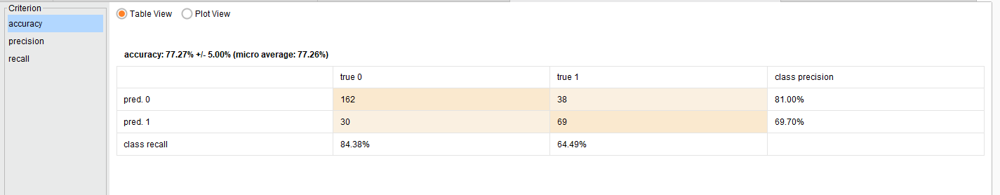 Criterion
accuracy
precision
recall
Table View Plot View
accuracy: 77.27% +/- 5.00% (micro average: 77.26%)
true 0 true 1 class precision
pred. 0 162 38 81.00%
pred. 1 30 69 69.70%
class recall 84.38% 64.49%